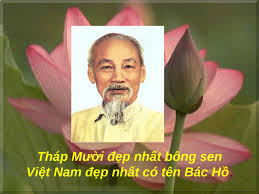 Tháp Mười đẹp nhất bông sen
Việt Nam đẹp nhất có tên Bác Hồ